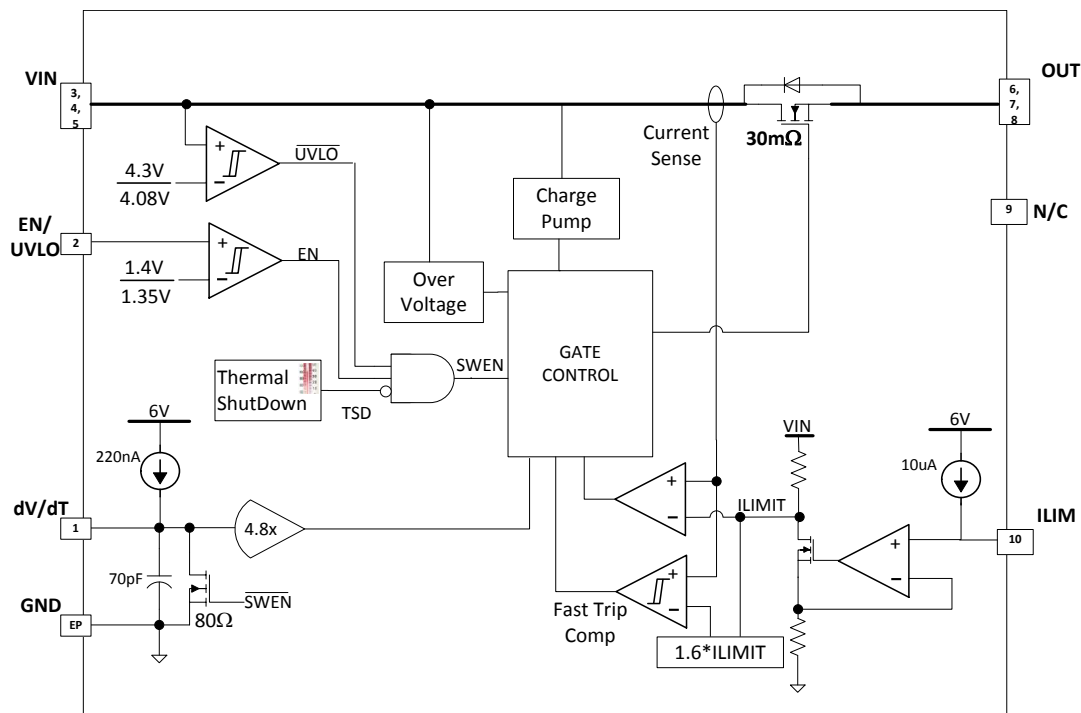 VIN
3,
4,
5
OUT
6,
7,
8
Current
Sense
30mΩ
UVLO
4.3V
4.08V
Charge
Pump
9
N/C
EN/
UVLO
2
EN
1.4V
1.35V
Over
Voltage
GATE
CONTROL
Thermal
ShutDown
SWEN
TSD
6V
220nA
VIN
6V
10uA
dV/dT
1
4.8x
ILIMIT
ILIM
10
70pF
SWEN
80Ω
GND
EP
Fast Trip
Comp
1.6*ILIMIT
+
−
+
−
+
−
+
−
+
−